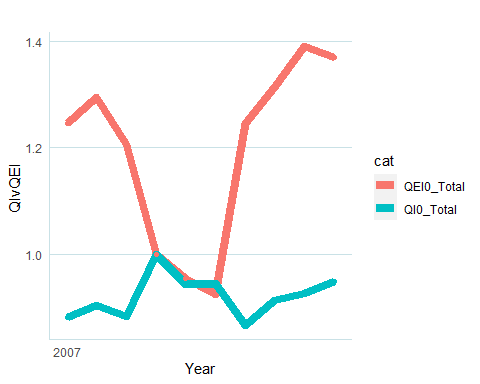 1.4
1.2
1.0
QIvQEI
2007
Year
cat
QEI0_Total
QI0_Total